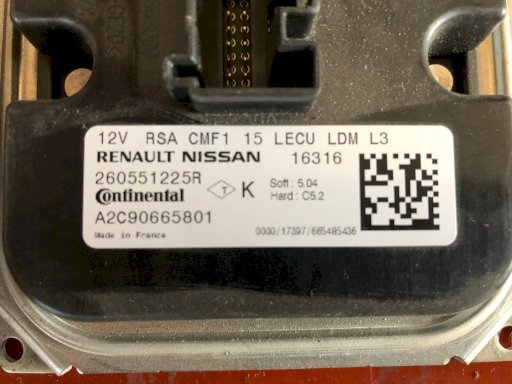 12V RSA CMF1 15 LECU LDM L3
RENAULT NISSAN 16316
260551225R
T K
Soft : 5.04
Hard : C5.2
Continental
A2C90665801
Made in France
0000/17397/665485436